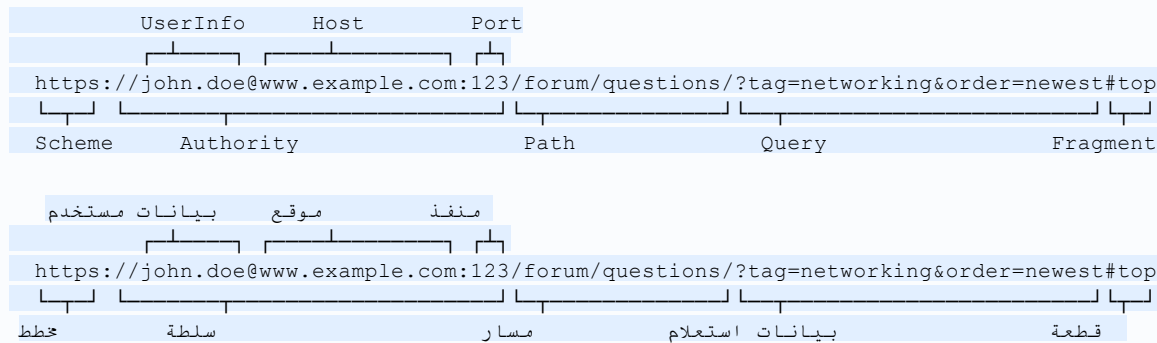 UserInfo Host Port
https://john.doe@www.example.com:123/forum/questions/?tag=networking&order=newest#top
Scheme Authority Path Query Fragment
بيانات مستخدم موقع منفذ
https://john.doe@www.example.com:123/forum/questions/?tag=networking&order=newest#top
مخطط سلطة مسار بيانات استعلام قطعة